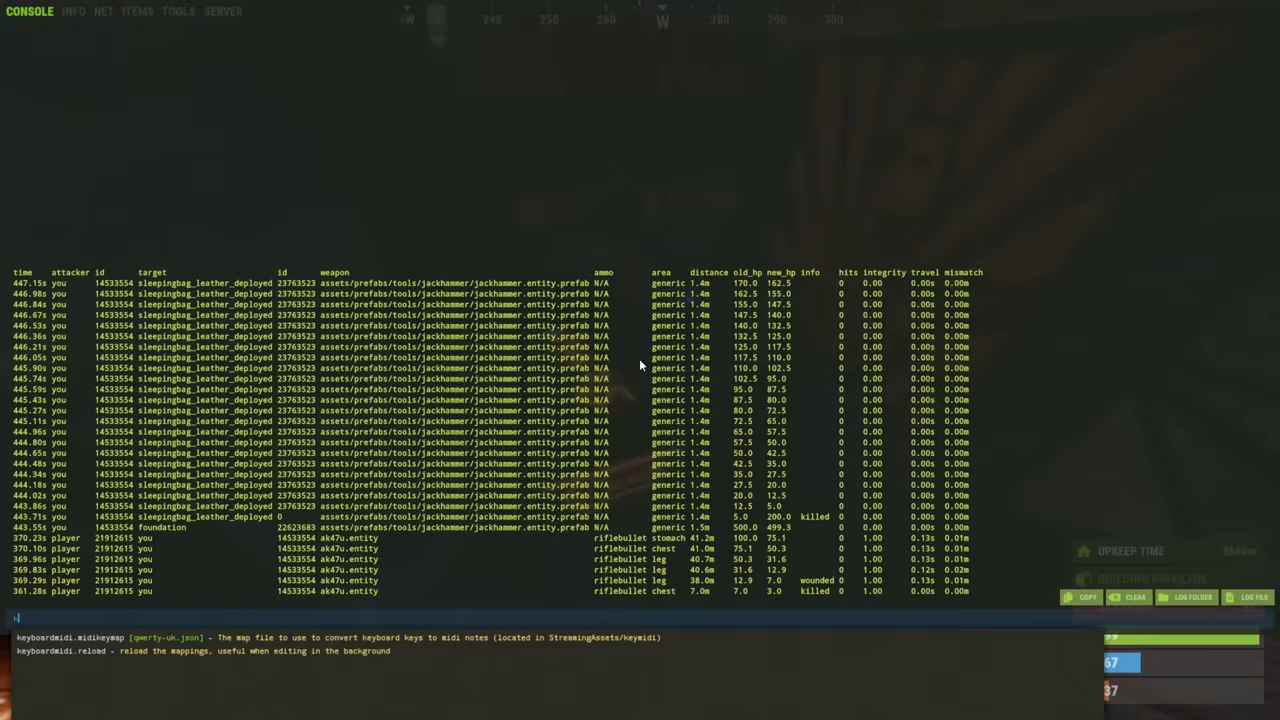 CONSOLE INFO NET ITEMS TOOLS SERVER
SW 240 250 260 W 280 290 300
time attacker id target id weapon ammo area distance old_hp new_hp info hits integrity travel mismatch
447.15s you 14533554 sleepingbag_leather_deployed 23763523 assets/prefabs/tools/jackhammer/jackhammer.entity.prefab N/A generic 1.4m 170.0 162.5 0 0.00 0.00s 0.00m
446.98s you 14533554 sleepingbag_leather_deployed 23763523 assets/prefabs/tools/jackhammer/jackhammer.entity.prefab N/A generic 1.4m 162.5 155.0 0 0.00 0.00s 0.00m
446.84s you 14533554 sleepingbag_leather_deployed 23763523 assets/prefabs/tools/jackhammer/jackhammer.entity.prefab N/A generic 1.4m 155.0 147.5 0 0.00 0.00s 0.00m
446.67s you 14533554 sleepingbag_leather_deployed 23763523 assets/prefabs/tools/jackhammer/jackhammer.entity.prefab N/A generic 1.4m 147.5 140.0 0 0.00 0.00s 0.00m
446.53s you 14533554 sleepingbag_leather_deployed 23763523 assets/prefabs/tools/jackhammer/jackhammer.entity.prefab N/A generic 1.4m 140.0 132.5 0 0.00 0.00s 0.00m
446.36s you 14533554 sleepingbag_leather_deployed 23763523 assets/prefabs/tools/jackhammer/jackhammer.entity.prefab N/A generic 1.4m 132.5 125.0 0 0.00 0.00s 0.00m
446.21s you 14533554 sleepingbag_leather_deployed 23763523 assets/prefabs/tools/jackhammer/jackhammer.entity.prefab N/A generic 1.4m 125.0 117.5 0 0.00 0.00s 0.00m
446.05s you 14533554 sleepingbag_leather_deployed 23763523 assets/prefabs/tools/jackhammer/jackhammer.entity.prefab N/A generic 1.4m 117.5 110.0 0 0.00 0.00s 0.00m
445.90s you 14533554 sleepingbag_leather_deployed 23763523 assets/prefabs/tools/jackhammer/jackhammer.entity.prefab N/A generic 1.4m 110.0 102.5 0 0.00 0.00s 0.00m
445.74s you 14533554 sleepingbag_leather_deployed 23763523 assets/prefabs/tools/jackhammer/jackhammer.entity.prefab N/A generic 1.4m 102.5 95.0 0 0.00 0.00s 0.00m
445.59s you 14533554 sleepingbag_leather_deployed 23763523 assets/prefabs/tools/jackhammer/jackhammer.entity.prefab N/A generic 1.4m 95.0 87.5 0 0.00 0.00s 0.00m
445.43s you 14533554 sleepingbag_leather_deployed 23763523 assets/prefabs/tools/jackhammer/jackhammer.entity.prefab N/A generic 1.4m 87.5 80.0 0 0.00 0.00s 0.00m
445.27s you 14533554 sleepingbag_leather_deployed 23763523 assets/prefabs/tools/jackhammer/jackhammer.entity.prefab N/A generic 1.4m 80.0 72.5 0 0.00 0.00s 0.00m
445.11s you 14533554 sleepingbag_leather_deployed 23763523 assets/prefabs/tools/jackhammer/jackhammer.entity.prefab N/A generic 1.4m 72.5 65.0 0 0.00 0.00s 0.00m
444.96s you 14533554 sleepingbag_leather_deployed 23763523 assets/prefabs/tools/jackhammer/jackhammer.entity.prefab N/A generic 1.4m 65.0 57.5 0 0.00 0.00s 0.00m
444.80s you 14533554 sleepingbag_leather_deployed 23763523 assets/prefabs/tools/jackhammer/jackhammer.entity.prefab N/A generic 1.4m 57.5 50.0 0 0.00 0.00s 0.00m
444.65s you 14533554 sleepingbag_leather_deployed 23763523 assets/prefabs/tools/jackhammer/jackhammer.entity.prefab N/A generic 1.4m 50.0 42.5 0 0.00 0.00s 0.00m
444.48s you 14533554 sleepingbag_leather_deployed 23763523 assets/prefabs/tools/jackhammer/jackhammer.entity.prefab N/A generic 1.4m 42.5 35.0 0 0.00 0.00s 0.00m
444.34s you 14533554 sleepingbag_leather_deployed 23763523 assets/prefabs/tools/jackhammer/jackhammer.entity.prefab N/A generic 1.4m 35.0 27.5 0 0.00 0.00s 0.00m
444.18s you 14533554 sleepingbag_leather_deployed 23763523 assets/prefabs/tools/jackhammer/jackhammer.entity.prefab N/A generic 1.4m 27.5 20.0 0 0.00 0.00s 0.00m
444.02s you 14533554 sleepingbag_leather_deployed 23763523 assets/prefabs/tools/jackhammer/jackhammer.entity.prefab N/A generic 1.4m 20.0 12.5 0 0.00 0.00s 0.00m
443.86s you 14533554 sleepingbag_leather_deployed 23763523 assets/prefabs/tools/jackhammer/jackhammer.entity.prefab N/A generic 1.4m 12.5 5.0 0 0.00 0.00s 0.00m
443.71s you 14533554 sleepingbag_leather_deployed 0 assets/prefabs/tools/jackhammer/jackhammer.entity.prefab N/A generic 1.4m 5.0 200.0 killed 0 0.00 0.00s 0.00m
443.55s you 14533554 foundation 22623683 assets/prefabs/tools/jackhammer/jackhammer.entity.prefab N/A generic 1.5m 500.0 499.3 0 0.00 0.00s 0.00m
370.23s player 21912615 you 14533554 ak47u.entity riflebullet stomach 41.2m 100.0 75.1 0 1.00 0.13s 0.01m
370.10s player 21912615 you 14533554 ak47u.entity riflebullet chest 41.0m 75.1 50.3 0 1.00 0.13s 0.01m
369.96s player 21912615 you 14533554 ak47u.entity riflebullet leg 40.7m 50.3 31.6 0 1.00 0.13s 0.01m
369.83s player 21912615 you 14533554 ak47u.entity riflebullet leg 40.6m 31.6 12.9 0 1.00 0.12s 0.02m
369.29s player 21912615 you 14533554 ak47u.entity riflebullet leg 38.0m 12.9 7.0 wounded 0 1.00 0.13s 0.01m
361.28s player 21912615 you 14533554 ak47u.entity riflebullet chest 7.0m 7.0 3.0 killed 0 1.00 0.00s 0.00m
UPKEEP TIME
BUILDING PRIVILEGE
COPY CLEAR LOG FOLDER LOG FILE
keyboardmidi.midikeymap [qwerty-uk.json] - The map file to use to convert keyboard keys to midi notes (located in StreamingAssets/keymidi)
keyboardmidi.reload - reload the mappings, useful when editing in the background
99
67
37